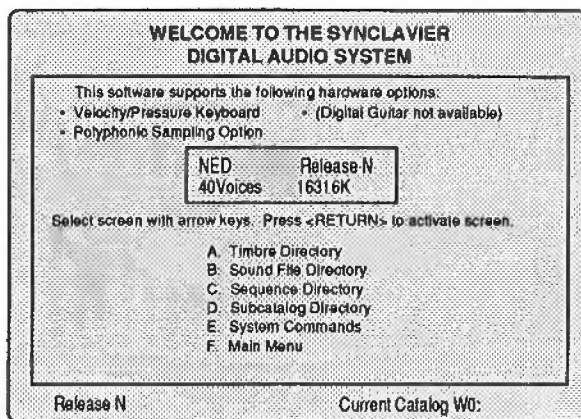 WELCOME TO THE SYNCLAVIER
DIGITAL AUDIO SYSTEM
This software supports the following hardware options:
• Velocity/Pressure Keyboard • (Digital Guitar not available)
• Polyphonic Sampling Option
NED Release-N
40Voices 16316K
Select screen with arrow keys. Press <RETURN> to activate screen.
A. Timbre Directory
B. Sound File Directory
C. Sequence Directory
D. Subcatalog Directory
E. System Commands
F. Main Menu
Release N Current Catalog W0: